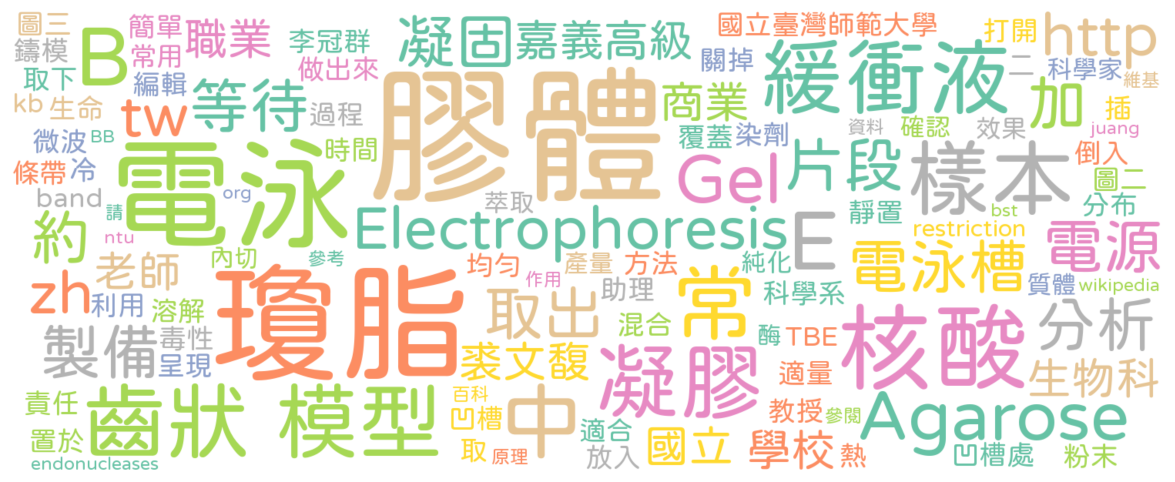 圖三 簡單 職業 李冠群 凝固 嘉義高級 國立臺灣師範大學 打開 http
鑄模 B 常用 做出來 關掉 緩衝液 二 科學家 維基
取下 編輯 等待 膠體 商業 加 插
kb 生命 tw 過程 覆蓋 染劑 資料 確認 效果 juang
微波 BB 時間 電泳 Gel 片段 樣本 倒入
條帶 冷 圖二
band 請 org 萃取 靜置 bst 分布
約 ntu Electrophoresis E restriction 電源
內切 參考 均勻 產量 方法 純化 電泳槽
老師 作用 助理 科學系 質體 wikipedia
zh 利用 溶解 瓊脂 取出 常 核酸 分析
製備 毒性 混合 酶 TBE
呈現 裘文馥 凝膠 適量 生物科
責任 齒狀 模型 百科 中 教授 參閱 Agarose
置於 凹槽 適合 國立 學校 熱 凹槽處 粉末
endonucleases 取 原理 放入